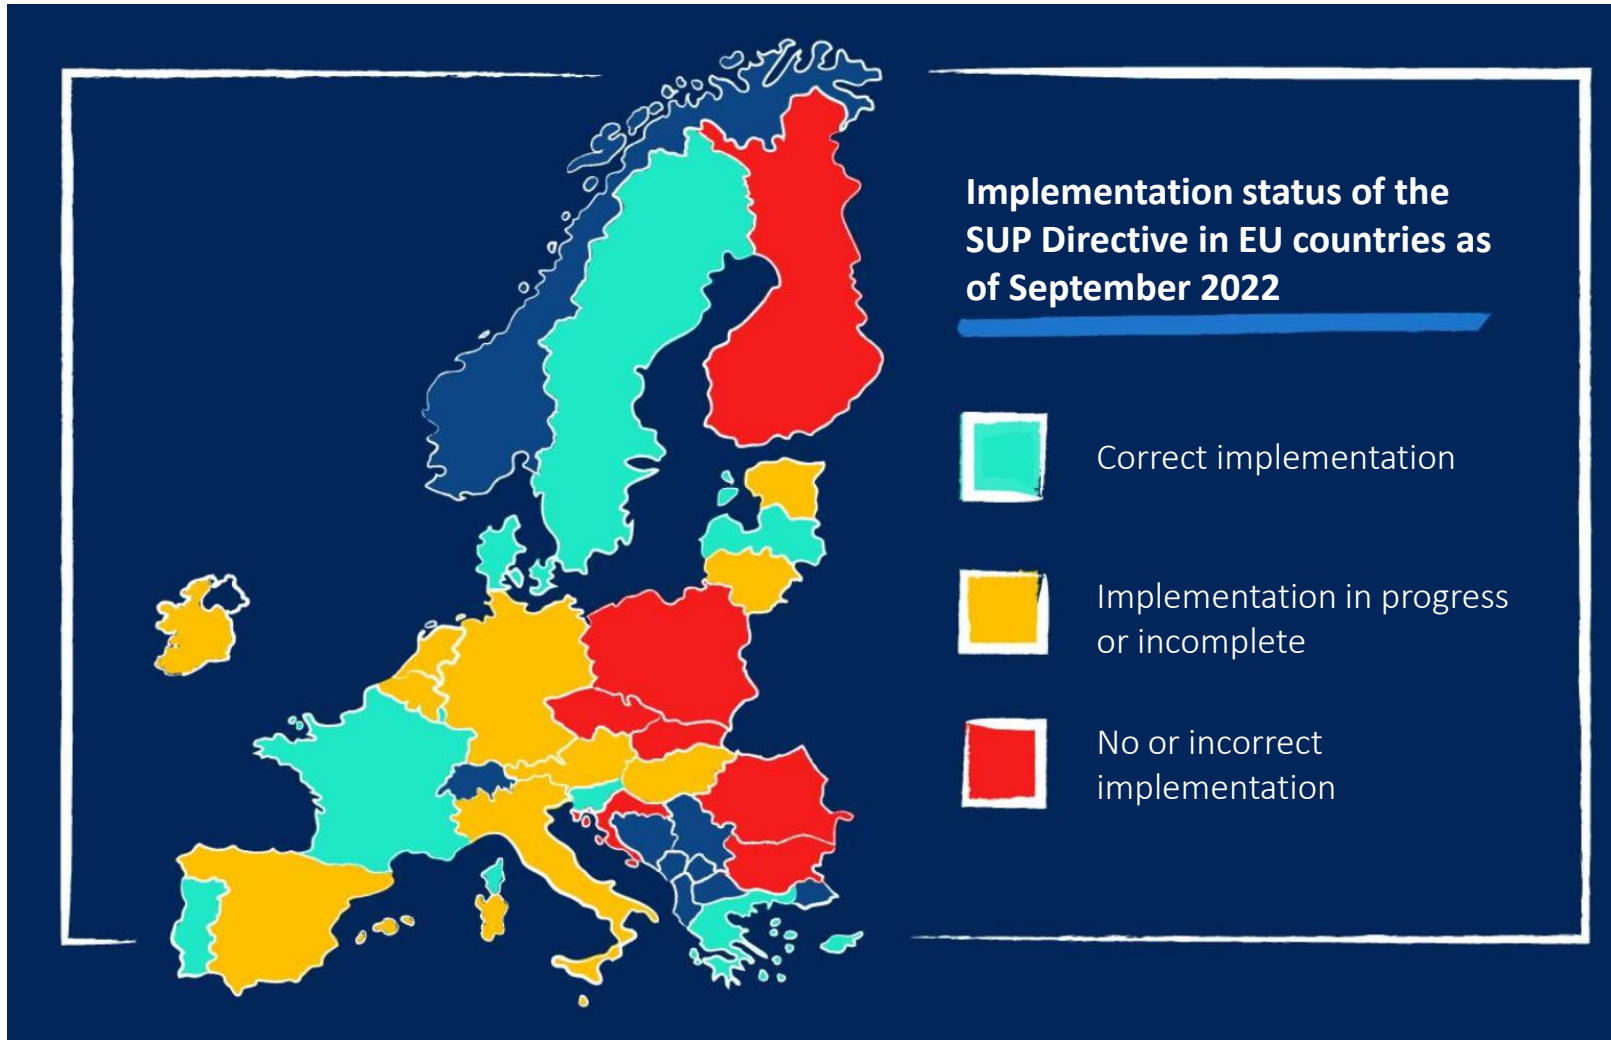 Implementation status of the
SUP Directive in EU countries as
of September 2022
Correct implementation
Implementation in progress
or incomplete
No or incorrect
implementation